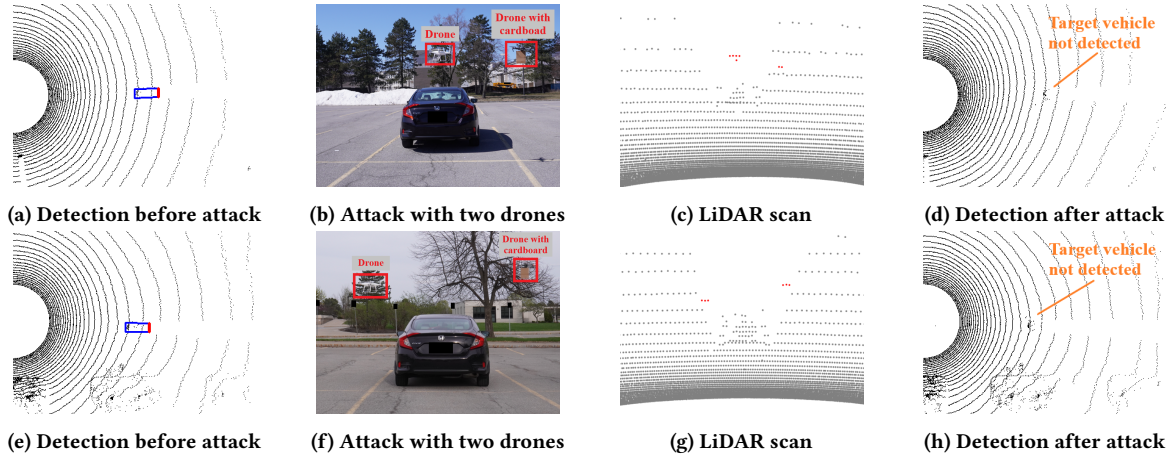 Drone
Drone with
cardboad
Target vehicle
not detected
(a) Detection before attack
(b) Attack with two drones
(c) LiDAR scan
(d) Detection after attack
Drone
Drone with
cardboard
Target vehicle
not detected
(e) Detection before attack
(f) Attack with two drones
(g) LiDAR scan
(h) Detection after attack